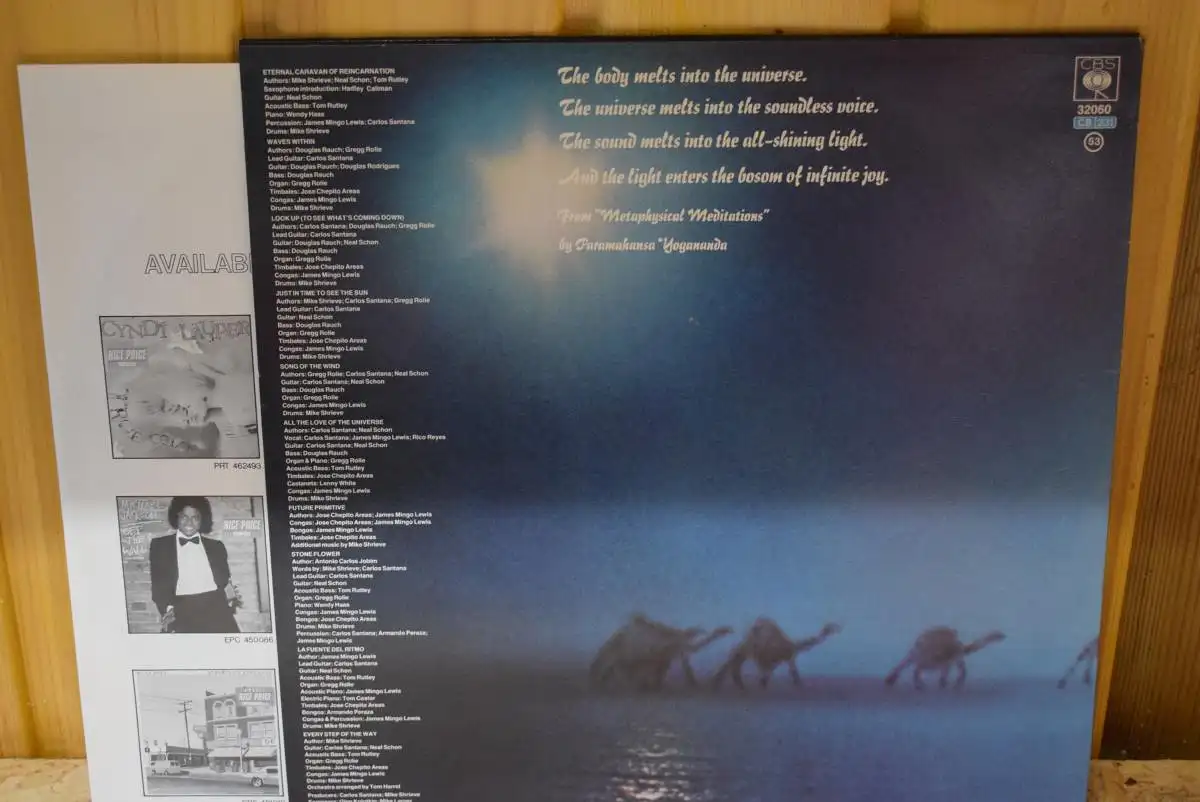 ETERNAL CARAVAN OF REINCARNATION
Authors: Mike Shrieve; Neal Schon; Tom Rutley
Saxophone introduction: Hadley Caliman
Guitar: Neal Schon
Acoustic Bass: Tom Rutley
Piano: Wendy Haas
Percussion: James Mingo Lewis; Carlos Santana
Drums: Mike Shrieve
WAVES WITHIN
Authors: Douglas Rauch; Gregg Rolie
Lead Guitar: Carlos Santana
Guitar: Douglas Rauch; Douglas Rodrigues
Bass: Douglas Rauch
Organ: Gregg Rolie
Timbales: Jose Chepito Areas
Congas: James Mingo Lewis
Drums: Mike Shrieve
LOOK UP (TO SEE WHAT'S COMING DOWN)
Authors: Carlos Santana; Douglas Rauch; Gregg Rolie
Lead Guitar: Carlos Santana
Guitar: Douglas Rauch; Neal Schon
Bass: Douglas Rauch
Organ: Gregg Rolie
Timbales: Jose Chepito Areas
Congas: James Mingo Lewis
Drums: Mike Shrieve
JUST IN TIME TO SEE THE SUN
Authors: Mike Shrieve; Carlos Santana; Gregg Rolie
Lead Guitar: Carlos Santana
Guitar: Neal Schon
Bass: Douglas Rauch
Organ: Gregg Rolie
Timbales: Jose Chepito Areas
Congas: James Mingo Lewis
Drums: Mike Shrieve
SONG OF THE WIND
Authors: Gregg Rolie; Carlos Santana; Neal Schon
Guitar: Carlos Santana; Neal Schon
Bass: Douglas Rauch
Organ: Gregg Rolie
Congas: James Mingo Lewis
Drums: Mike Shrieve
ALL THE LOVE OF THE UNIVERSE
Authors: Carlos Santana; Neal Schon
Vocal: Carlos Santana; James Mingo Lewis; Rico Reyes
Guitar: Carlos Santana; Neal Schon
Bass: Douglas Rauch
Organ & Piano: Gregg Rolie
Acoustic Bass: Tom Rutley
Timbales: Jose Chepito Areas
Castanets: Lenny White
Congas: James Mingo Lewis
Drums: Mike Shrieve
FUTURE PRIMITIVE
Authors: Jose Chepito Areas; James Mingo Lewis
Congas: Jose Chepito Areas; James Mingo Lewis
Bongos: James Mingo Lewis
Timbales: Jose Chepito Areas
Additional music by Mike Shrieve
STONE FLOWER
Author: Antonio Carlos Jobim
Words by: Mike Shrieve; Carlos Santana
Lead Guitar: Carlos Santana
Guitar: Neal Schon
Acoustic Bass: Tom Rutley
Organ: Gregg Rolie
Piano: Wendy Haas
Congas: James Mingo Lewis
Bongos: Jose Chepito Areas
Drums: Mike Shrieve
Percussion: Carlos Santana; Armando Peraza;
James Mingo Lewis
LA FUENTE DEL RITMO
Author: James Mingo Lewis
Lead Guitar: Carlos Santana
Guitar: Neal Schon
Acoustic Bass: Tom Rutley
Organ: Gregg Rolie
Acoustic Piano: James Mingo Lewis
Electric Piano: Tom Coster
Timbales: Jose Chepito Areas
Bongos: Armando Peraza
Congas & Percussion: James Mingo Lewis
Drums: Mike Shrieve
EVERY STEP OF THE WAY
Author: Mike Shrieve
Guitar: Carlos Santana; Neal Schon
Acoustic Bass: Tom Rutley
Organ: Gregg Rolie
Timbales: Jose Chepito Areas
Congas: James Mingo Lewis
Drums: Mike Shrieve
Orchestra arranged by Tom Harrel
Producers: Carlos Santana; Mike Shrieve
The body melts into the universe.
The universe melts into the soundless voice.
The sound melts into the all-shining light.
And the light enters the bosom of infinite joy.
From "Metaphysical Meditations"
by Paramahansa Yogananda
CBS
32060
CB 231
53
AVAILAB
CYNDI LAUPER
NICE PRICE
PRT 462493
NICE PRICE
EPC 450086
NICE PRICE